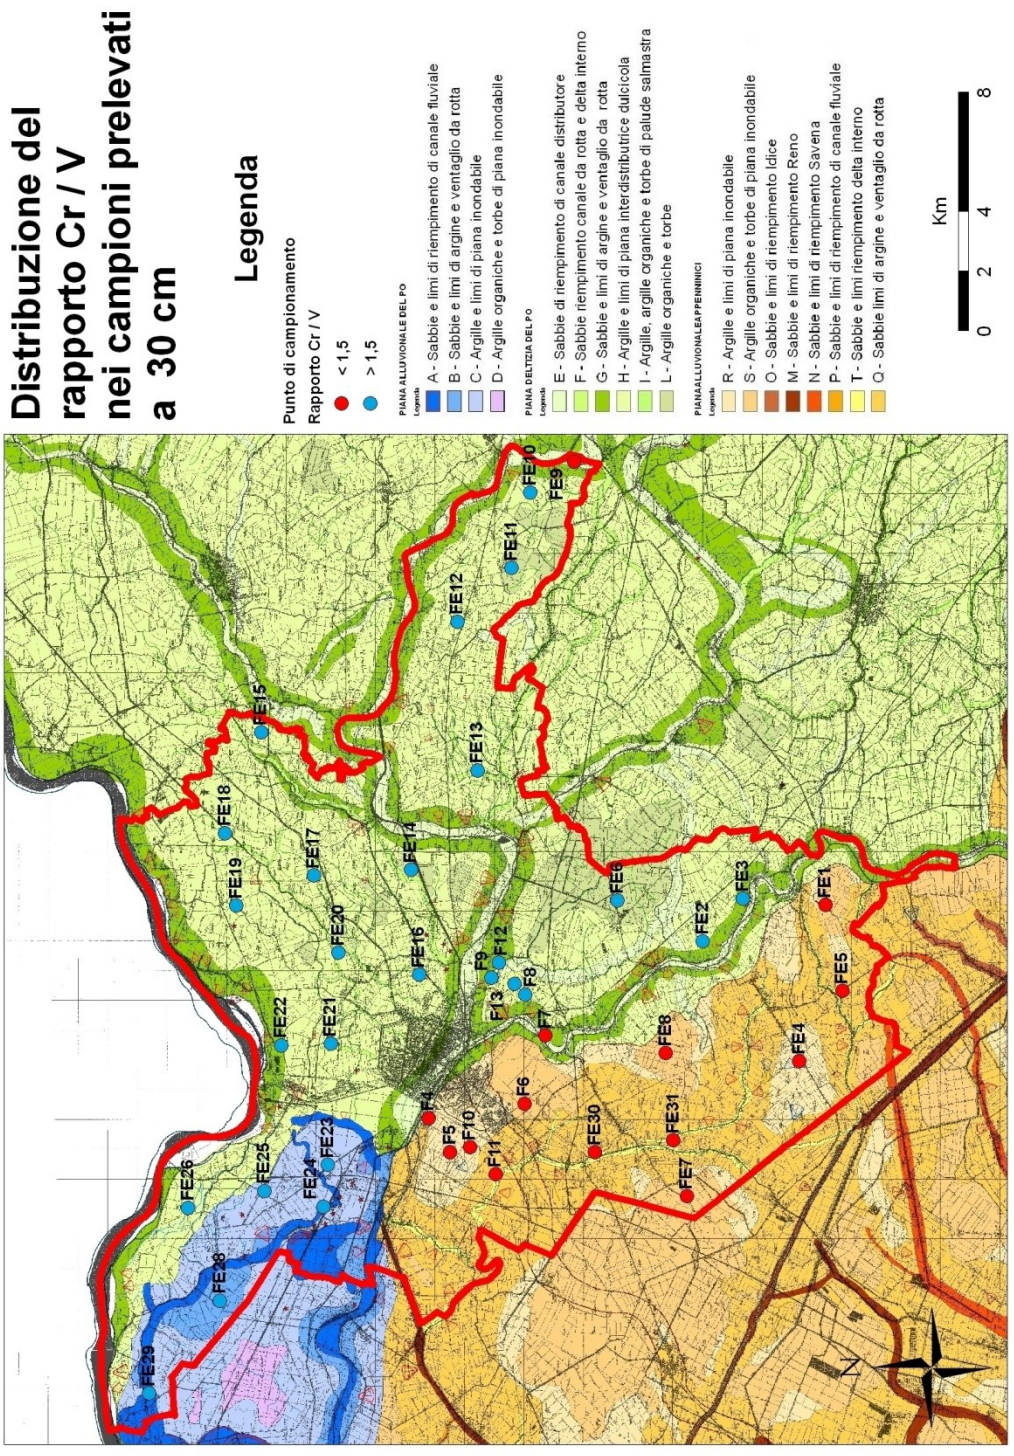 Distribuzione del
rapporto Cr / V
nei campioni prelevati
a 30 cm
Legenda
Punto di campionamento
Rapporto Cr / V
< 1,5
> 1,5
PIANA ALLUVIONALE DEL PO
Legenda
A - Sabbie e limi di riempimento di canale fluviale
B - Sabbie e limi di argine e ventaglio da rotta
C - Argille e limi di piana inondabile
D - Argille organiche e torbe di piana inondabile
PIANA DELTIZIA DEL PO
Legenda
E - Sabbie di riempimento di canale distributore
F - Sabbie riempimento canale da rotta e delta interno
G - Sabbie e limi di argin e ventaglio da rotta
H - Argille e limi di piana interdistributrice dulcicola
I - Argille, argille organiche e torbe di palude salmastra
L - Argille organiche e torbe
PIANA ALLUVIONALE APPENNINICI
Legenda
R - Argille e limi di piana inondabile
S - Argille organiche e torbe di piana inondabile
O - Sabbie e limi di riempimento Idice
M - Sabbie e limi di riempimento Reno
N - Sabbie e limi di riempimento Savena
P - Sabbie e limi di riempimento di canale fluviale
T - Sabbie limi riempimento delta interno
Q - Sabbie limi di argine e ventaglio da rotta
Km
0 2 4 8
N
FE29
FE28
FE26
FE25
FE24
FE23
FE22
FE21
FE20
FE19
FE18
FE17
FE16
FE15
FE14
FE13
FE12
FE11
FE10
FE9
F4
F5
F10
F11
F6
F7
F8
F13
F9
F12
FE6
FE2
FE3
FE1
FE5
FE4
FE8
FE30
FE31
FE7